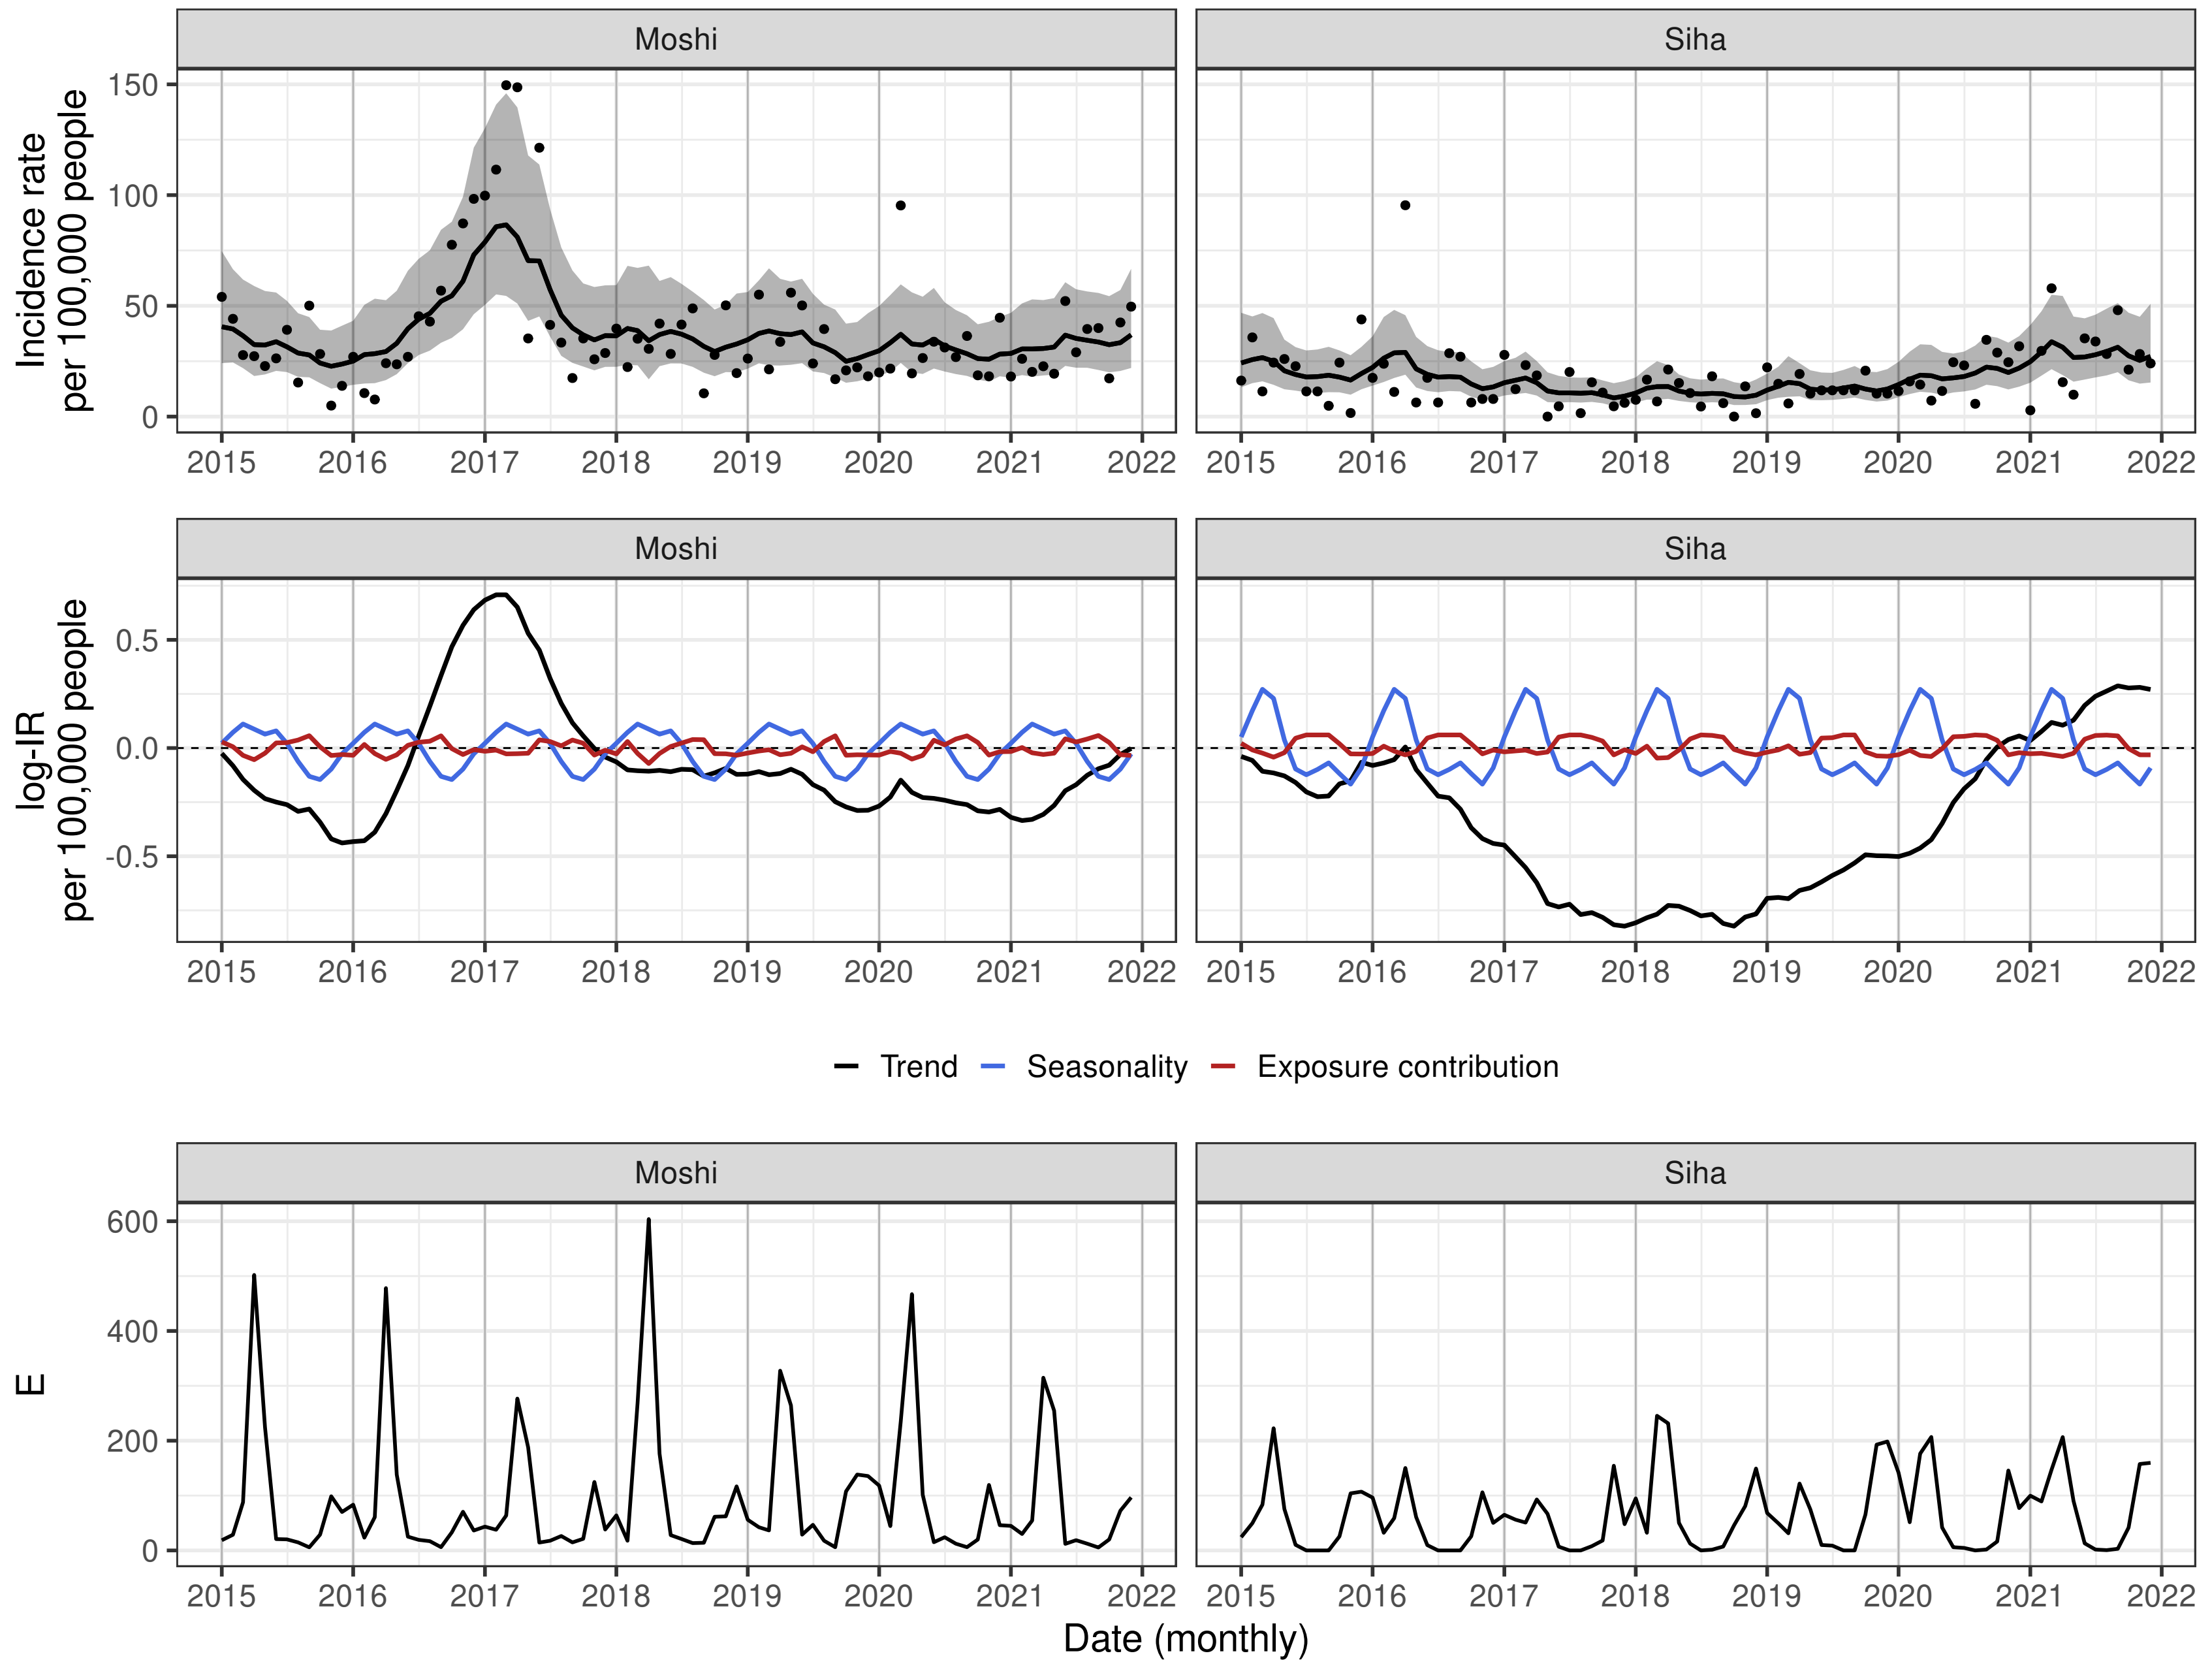 Moshi Siha
Incidence rate
per 100,000 people
150
100
50
0
2015 2016 2017 2018 2019 2020 2021 2022 2015 2016 2017 2018 2019 2020 2021 2022
Moshi Siha
log-IR
per 100,000 people
0.5
0.0
-0.5
2015 2016 2017 2018 2019 2020 2021 2022 2015 2016 2017 2018 2019 2020 2021 2022
Trend Seasonality Exposure contribution
Moshi Siha
E
600
400
200
0
2015 2016 2017 2018 2019 2020 2021 2022 2015 2016 2017 2018 2019 2020 2021 2022
Date (monthly)